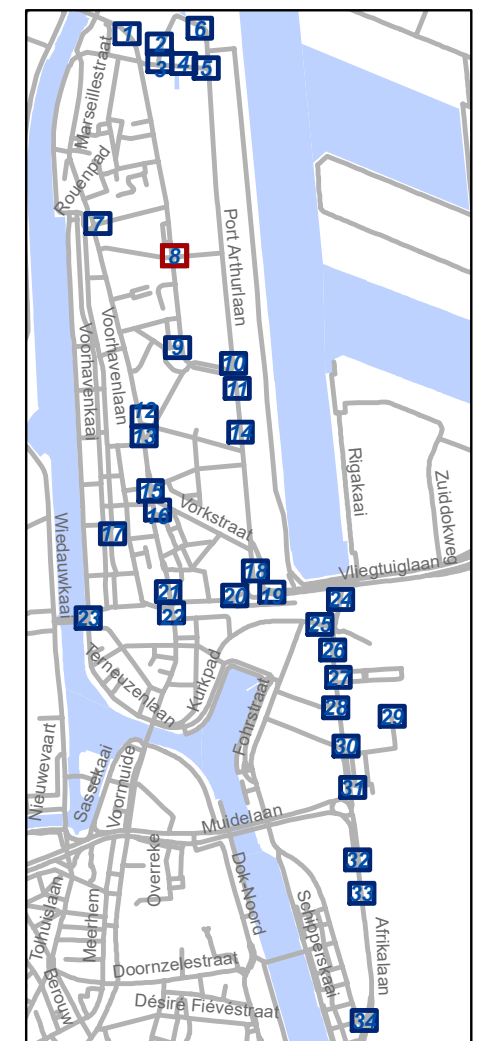 1
2
3
4
5
6
Marseillestraat
Rouenpad
7
Port Arthurlaan
8
9
10
11
Voorhavenlaan
Voorhavenkaai
12
13
14
15
16
17
Vorkstraat
Rigakaai
Zuiddokweg
Wiedauwkaai
Vliegtuiglaan
18
19
20
21
22
23
24
25
26
27
28
29
30
31
Terneuzenlaan
Kurkpad
Fohrstraat
Nieuwevaart
Sassekaai
Voormuide
Muidelaan
32
33
34
Overreke
Dok-Noord
Tolhuislaan
Meerhem
Schipperskaai
Afrikalaan
Berouw
Doornzelestraat
Désiré Fiévéstraat